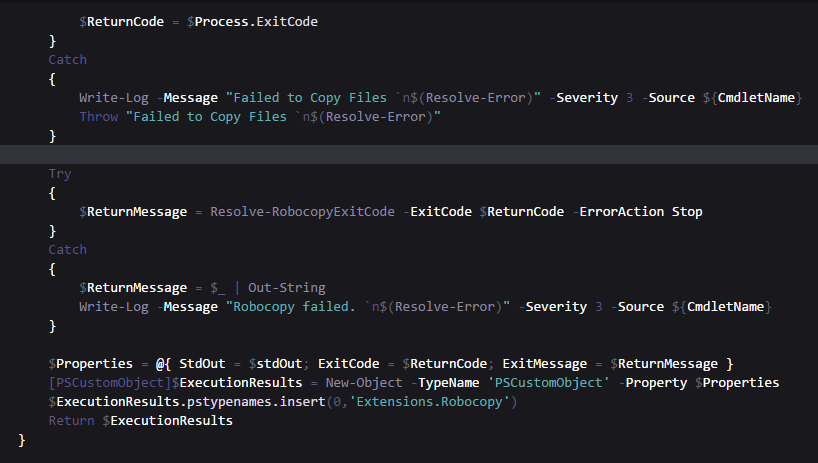 $ReturnCode = $Process.ExitCode
}
Catch
{
Write-Log -Message "Failed to Copy Files `n$(Resolve-Error)" -Severity 3 -Source ${CmdletName}
Throw "Failed to Copy Files `n$(Resolve-Error)"
}
Try
{
$ReturnMessage = Resolve-RobocopyExitCode -ExitCode $ReturnCode -ErrorAction Stop
}
Catch
{
$ReturnMessage = $_ | Out-String
Write-Log -Message "Robocopy failed. `n$(Resolve-Error)" -Severity 3 -Source ${CmdletName}
}
$Properties = @{ StdOut = $stdOut; ExitCode = $ReturnCode; ExitMessage = $ReturnMessage }
[PSCustomObject]$ExecutionResults = New-Object -TypeName 'PSCustomObject' -Property $Properties
$ExecutionResults.pstypenames.insert(0,'Extensions.Robocopy')
Return $ExecutionResults
}